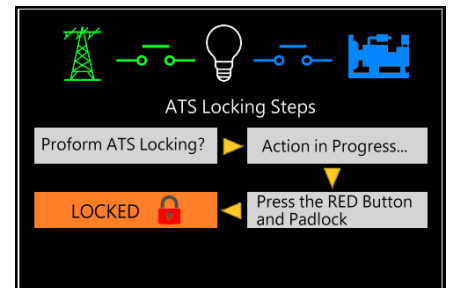 ATS Locking Steps
Proform ATS Locking?
Action in Progress...
Press the RED Button
and Padlock
LOCKED